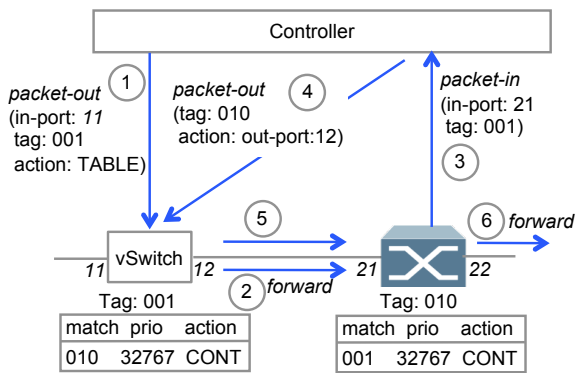 Controller
1
packet-out
(in-port: 11
tag: 001
action: TABLE)
packet-out
(tag: 010
action: out-port:12)
4
packet-in
(in-port: 21
tag: 001)
3
5
6 forward
11 vSwitch 12
2 forward
21 22
Tag: 001
match prio action
010 32767 CONT
Tag: 010
match prio action
001 32767 CONT